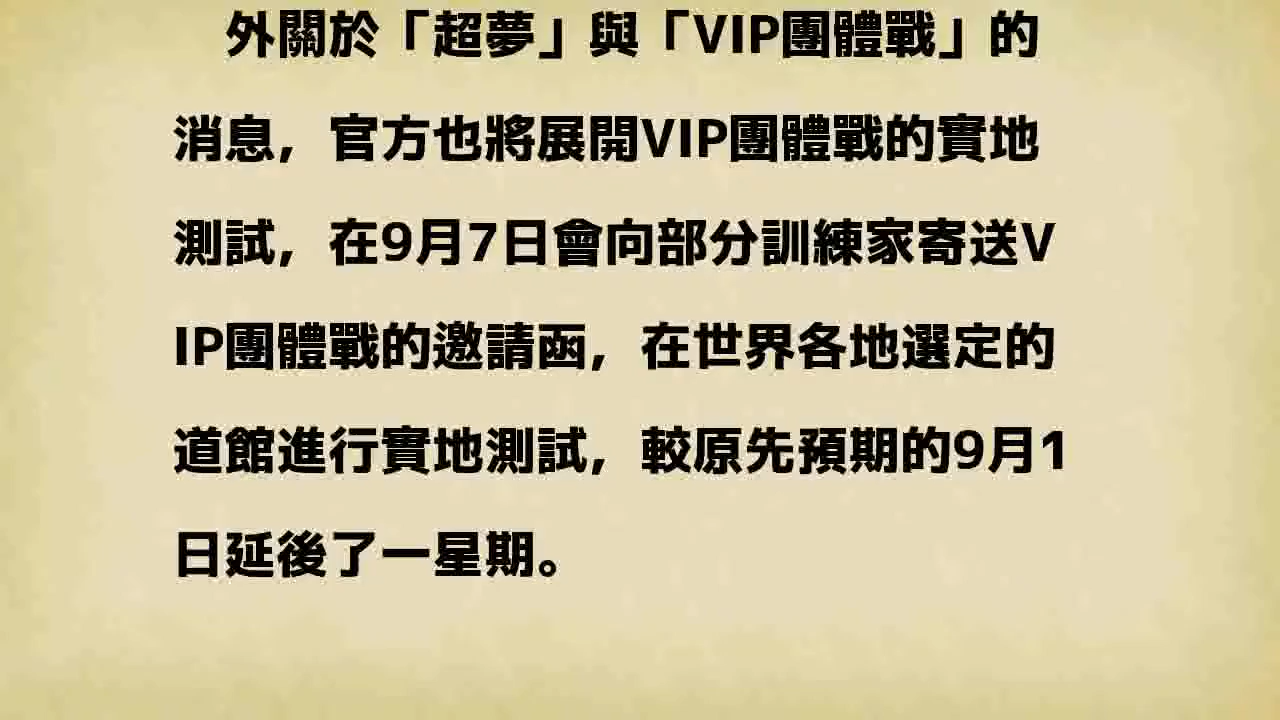 外關於「超夢」與「VIP團體戰」的
消息，官方也將展開VIP團體戰的實地
測試，在9月7日會向部分訓練家寄送V
IP團體戰的邀請函，在世界各地選定的
道館進行實地測試，較原先預期的9月1
日延後了一星期。